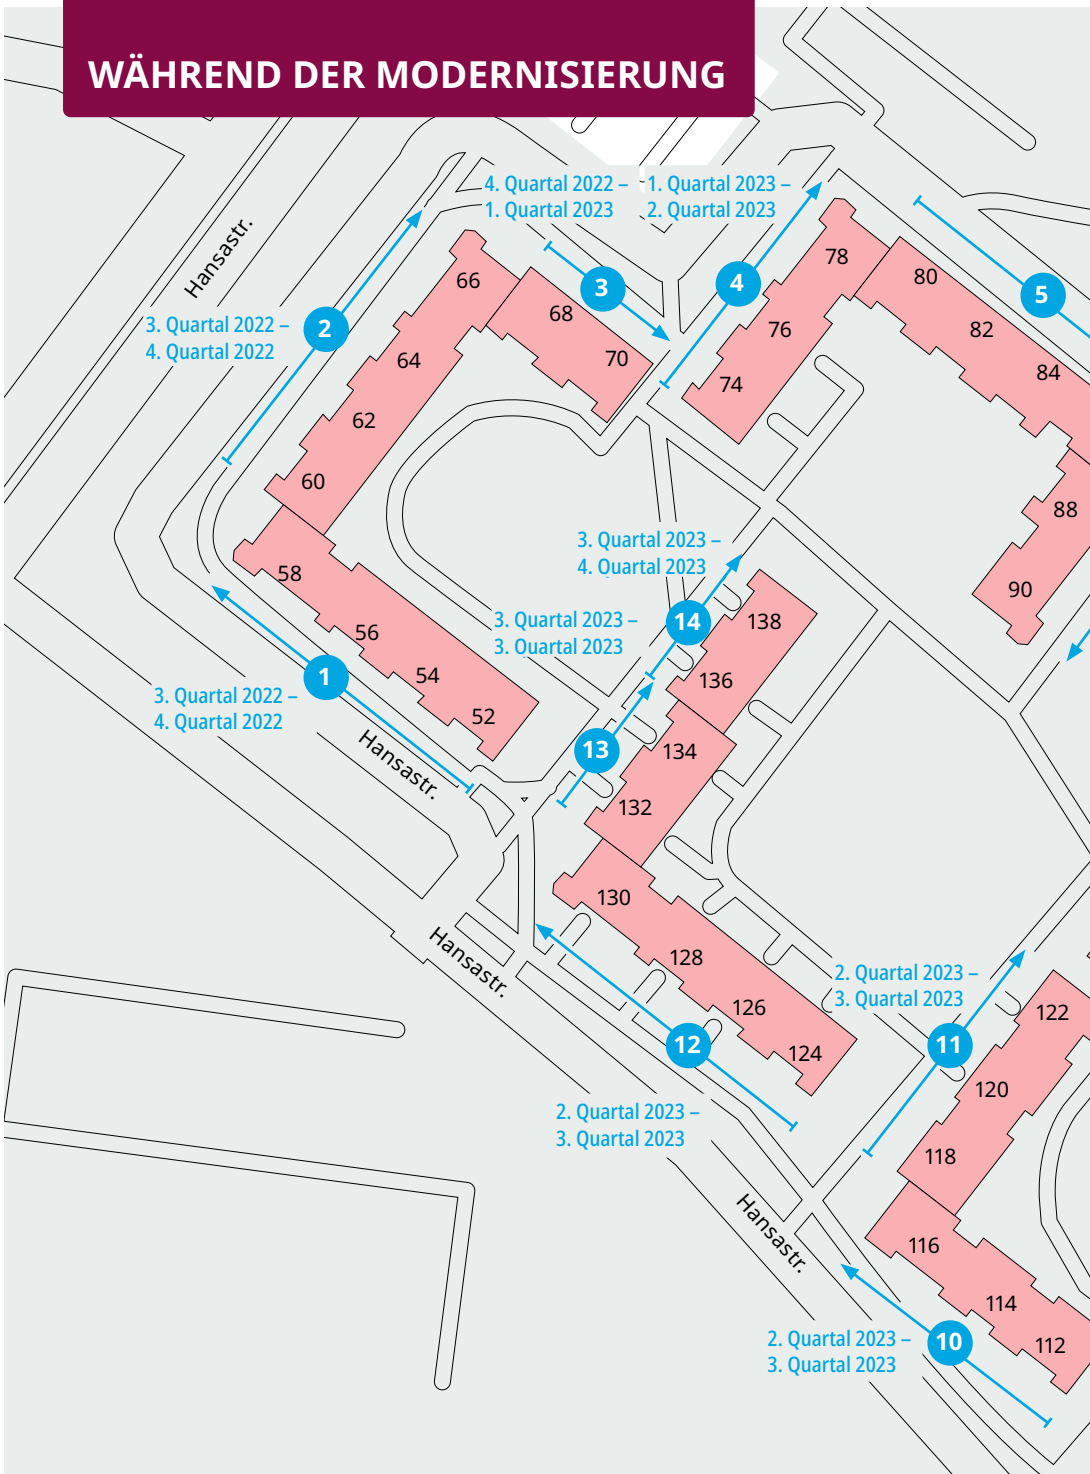 WÄHREND DER MODERNISIERUNG
4. Quartal 2022 –
1. Quartal 2023
1. Quartal 2023 –
2. Quartal 2023
Hansastr.
78
80
66
3
4
5
68
82
2
3. Quartal 2022 –
4. Quartal 2022
76
64
70
84
74
62
60
88
3. Quartal 2023 –
4. Quartal 2023
58
90
3. Quartal 2023 –
3. Quartal 2023
14
138
56
1
54
136
3. Quartal 2022 –
4. Quartal 2022
52
13
134
Hansastr.
132
130
Hansastr.
128
2. Quartal 2023 –
3. Quartal 2023
126
122
12
124
11
120
2. Quartal 2023 –
3. Quartal 2023
118
Hansastr.
116
114
2. Quartal 2023 –
3. Quartal 2023
10
112